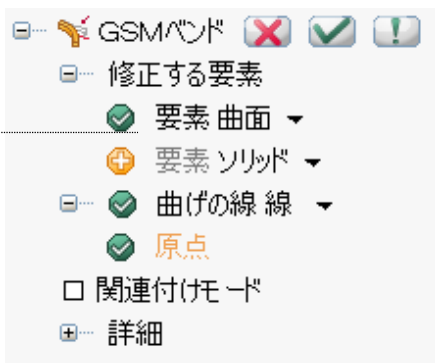 GSMベンド
修正する要素
要素 曲面
要素 ソリッド
曲げの線 線
原点
関連付けモード
詳細